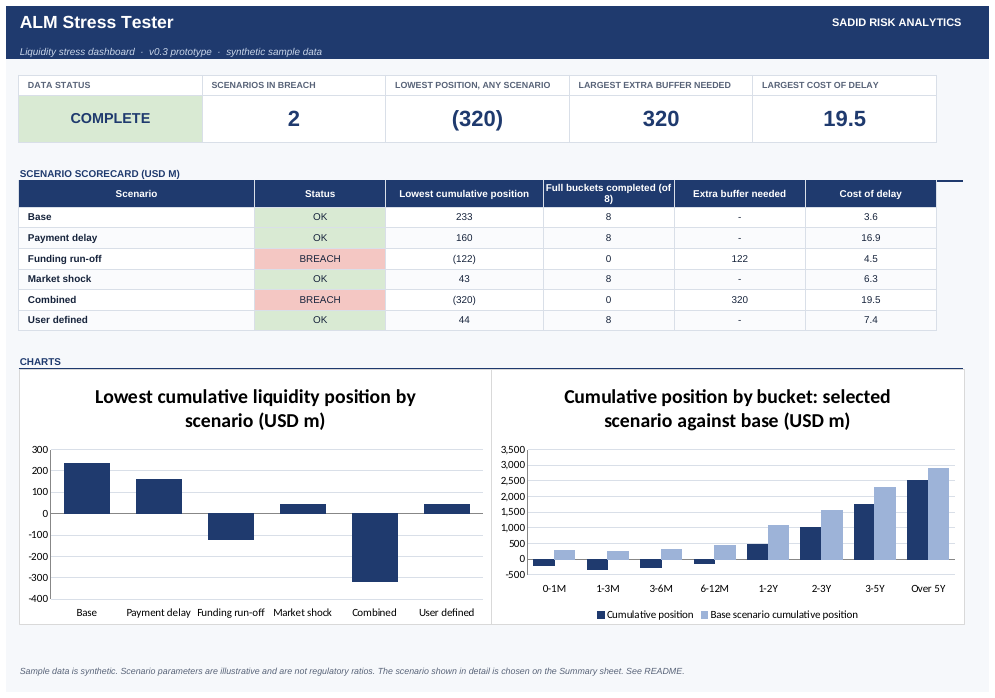 ALM Stress Tester
SADID RISK ANALYTICS
Liquidity stress dashboard · v0.3 prototype · synthetic sample data
DATA STATUS SCENARIOS IN BREACH LOWEST POSITION, ANY SCENARIO LARGEST EXTRA BUFFER NEEDED LARGEST COST OF DELAY
COMPLETE 2 (320) 320 19.5
SCENARIO SCORECARD (USD M)
Scenario Status Lowest cumulative position Full buckets completed (of 8) Extra buffer needed Cost of delay
Base OK 233 8 - 3.6
Payment delay OK 160 8 - 16.9
Funding run-off BREACH (122) 0 122 4.5
Market shock OK 43 8 - 6.3
Combined BREACH (320) 0 320 19.5
User defined OK 44 8 - 7.4
CHARTS
Lowest cumulative liquidity position by
scenario (USD m)
300
200
100
0
-100
-200
-300
-400
Base Payment delay Funding run-off Market shock Combined User defined
Cumulative position by bucket: selected
scenario against base (USD m)
3,500
3,000
2,500
2,000
1,500
1,000
500
0
-500
0-1M 1-3M 3-6M 6-12M 1-2Y 2-3Y 3-5Y Over 5Y
Cumulative position Base scenario cumulative position
Sample data is synthetic. Scenario parameters are illustrative and are not regulatory ratios. The scenario shown in detail is chosen on the Summary sheet. See README.